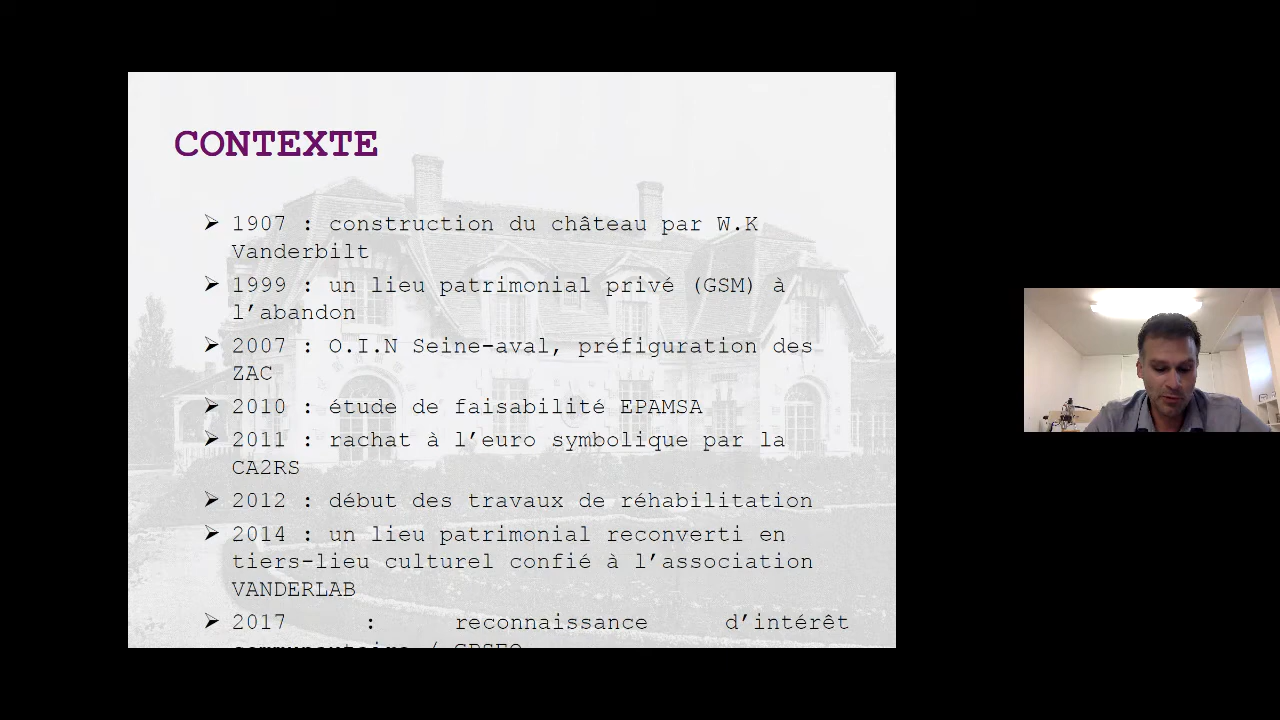 CONTEXTE
➢ 1907 : construction du château par W.K
Vanderbilt
➢ 1999 : un lieu patrimonial privé (GSM) à
l’abandon
➢ 2007 : O.I.N Seine-aval, préfiguration des
ZAC
➢ 2010 : étude de faisabilité EPAMSA
➢ 2011 : rachat à l’euro symbolique par la
CA2RS
➢ 2012 : début des travaux de réhabilitation
➢ 2014 : un lieu patrimonial reconverti en
tiers-lieu culturel confié à l’association
VANDERLAB
➢ 2017 : reconnaissance d’intérêt
communautaire / GPSEO